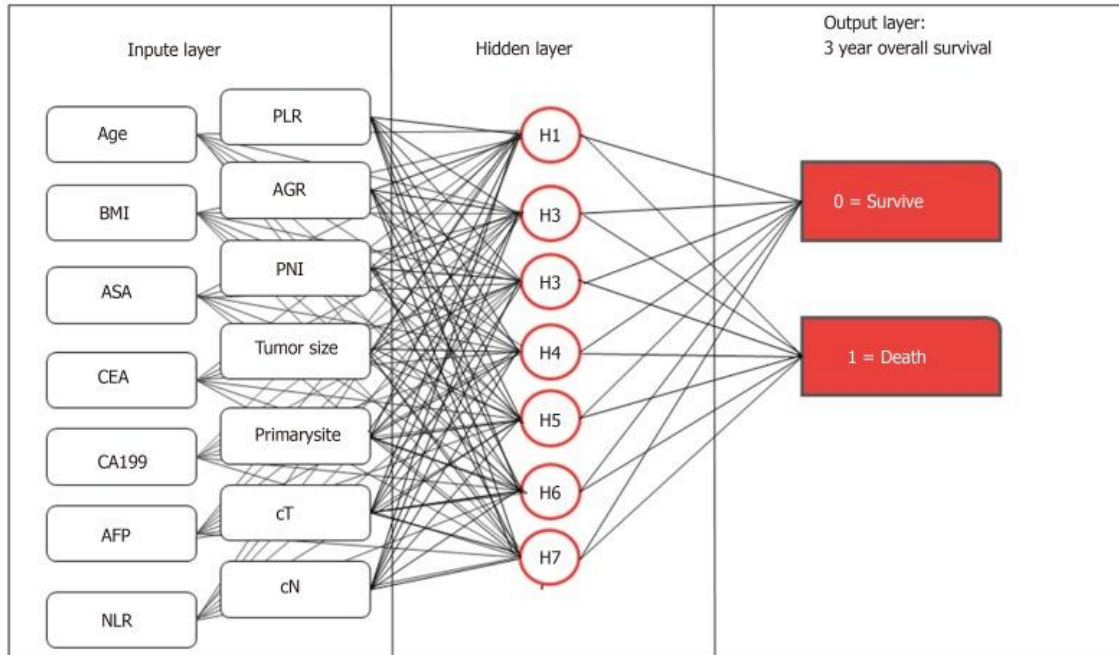 Inpute layer
Hidden layer
Output layer:
3 year overall survival
Age
BMI
ASA
CEA
CA199
AFP
NLR
PLR
AGR
PNI
Tumor size
Primarysite
cT
cN
H1
H3
H3
H4
H5
H6
H7
0 = Survive
1 = Death